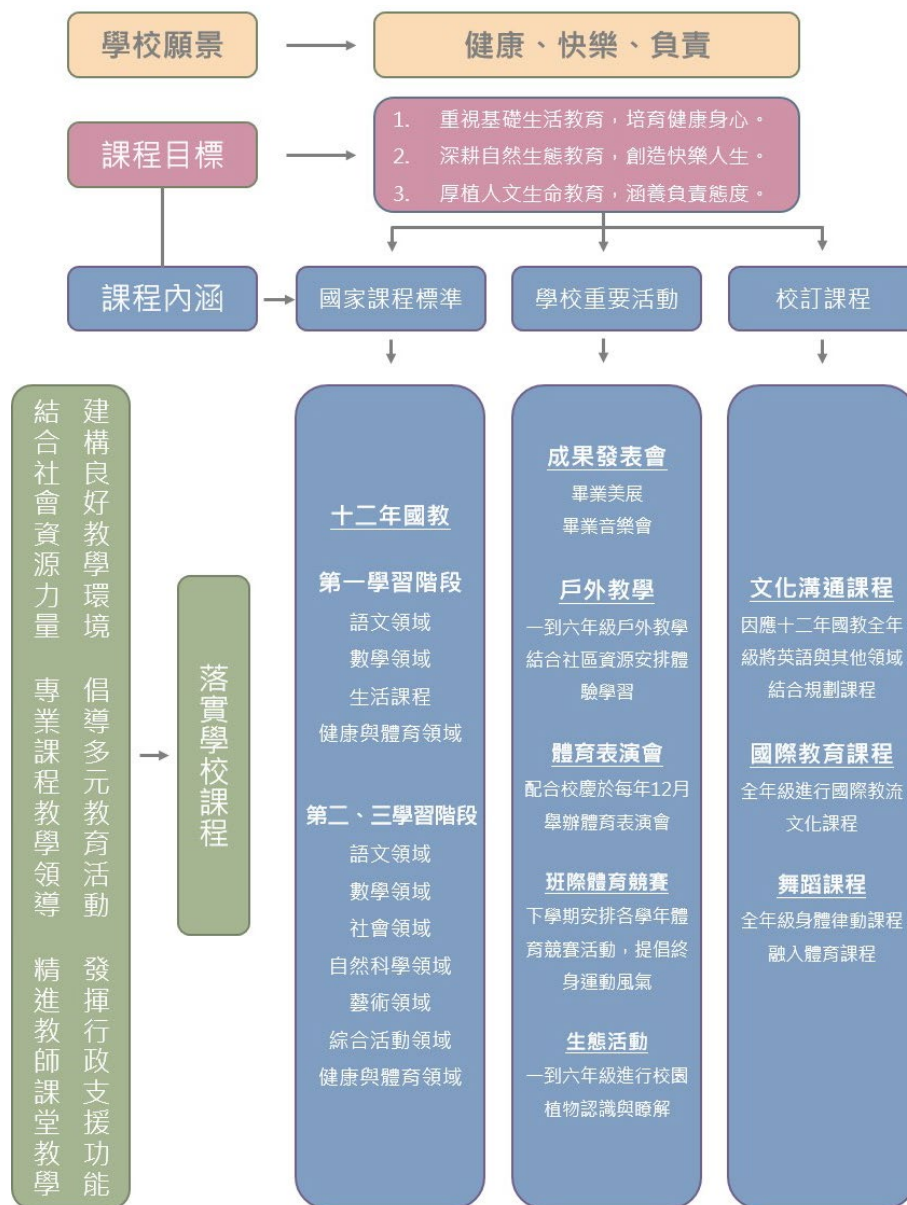 學校願景
健康、快樂、負責
課程目標
1. 重視基礎生活教育，培育健康身心。
2. 深耕自然生態教育，創造快樂人生。
3. 厚植人文生命教育，涵養負責態度。
課程內涵
國家課程標準
學校重要活動
校訂課程
建構良好教學環境
結合社會資源力量
倡導多元教育活動
專業課程教學領導
發揮行政支援功能
精進教師課堂教學
落實學校課程
十二年國教
第一學習階段
語文領域
數學領域
生活課程
健康與體育領域
第二、三學習階段
語文領域
數學領域
社會領域
自然科學領域
藝術領域
綜合活動領域
健康與體育領域
成果發表會
畢業美展
畢業音樂會
戶外教學
一到六年級戶外教學
結合社區資源安排體
驗學習
體育表演會
配合校慶於每年12月
舉辦體育表演會
班際體育競賽
下學期安排各學年體
育競賽活動，提倡終
身運動風氣
生態活動
一到六年級進行校園
植物認識與瞭解
文化溝通課程
因應十二年國教全年
級將英語與其他領域
結合規劃課程
國際教育課程
全年級進行國際教流
文化課程
舞蹈課程
全年級身體律動課程
融入體育課程